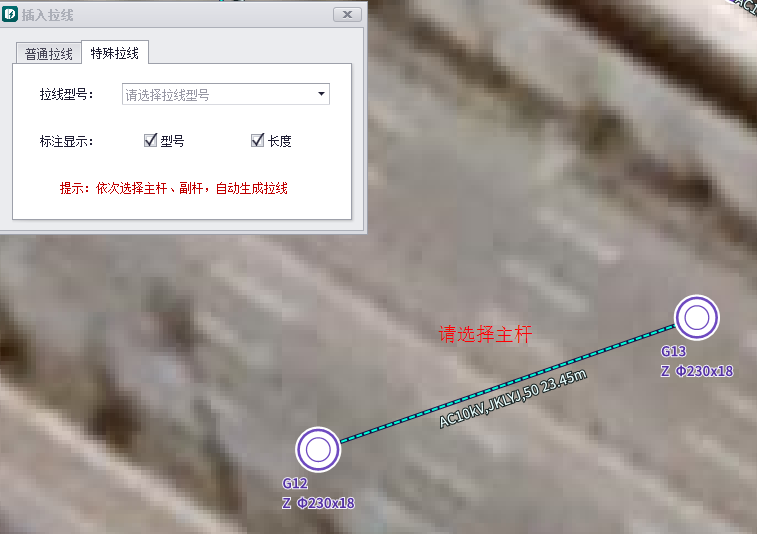 插入拉线
普通拉线
特殊拉线
拉线型号：
请选择拉线型号
标注显示：
型号
长度
提示：依次选择主杆、副杆，自动生成拉线
请选择主杆
G13
Z Φ230x18
AC10kV,JKLYJ,50 23.45m
G12
Z Φ230x18